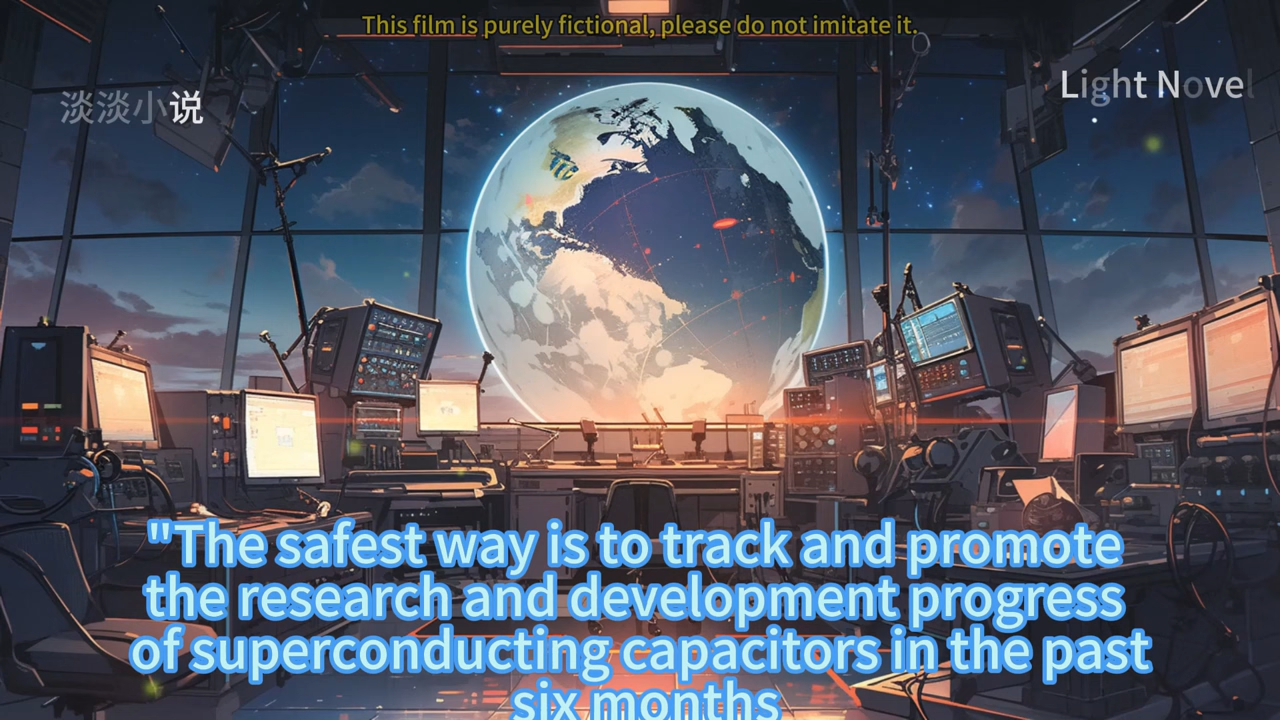 This film is purely fictional, please do not imitate it.
淡淡小说
Light Novel
"The safest way is to track and promote
the research and development progress
of superconducting capacitors in the past
six months